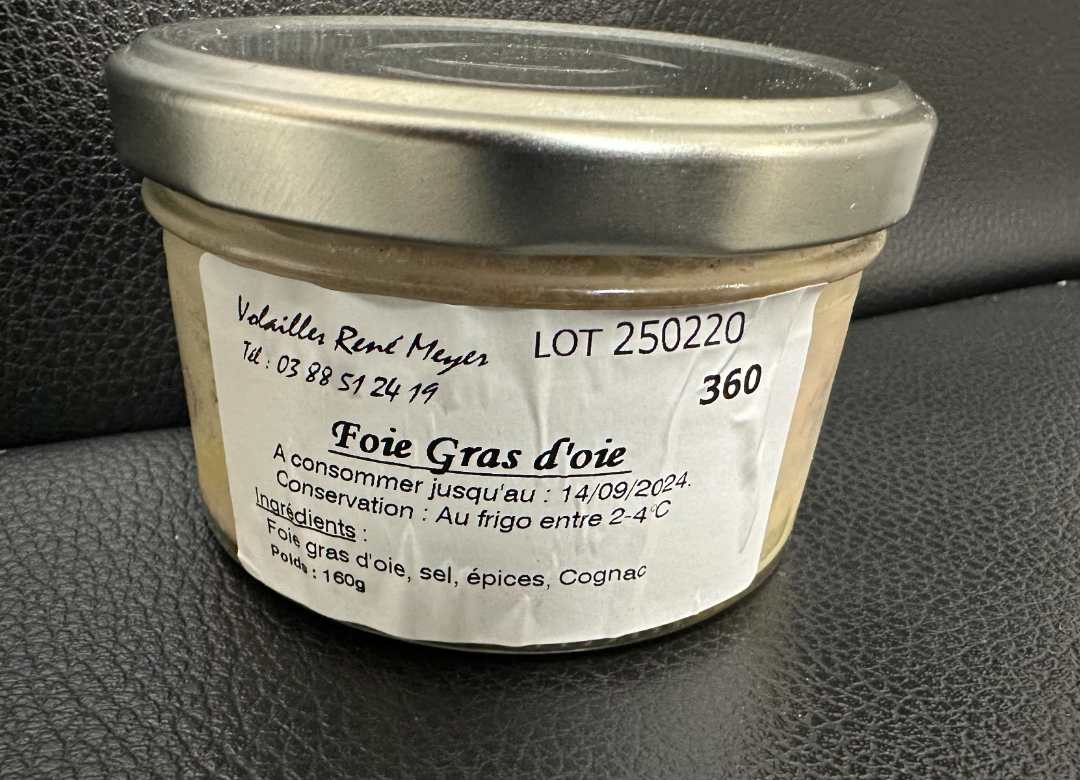 Volailles René Meyer
Tél : 03 88 51 24 19
LOT 250220
360
Foie Gras d'oie
A consommer jusqu'au : 14/09/2024.
Conservation : Au frigo entre 2-4°C
Ingrédients :
Foie gras d'oie, sel, épices, Cognac
Poids : 160g